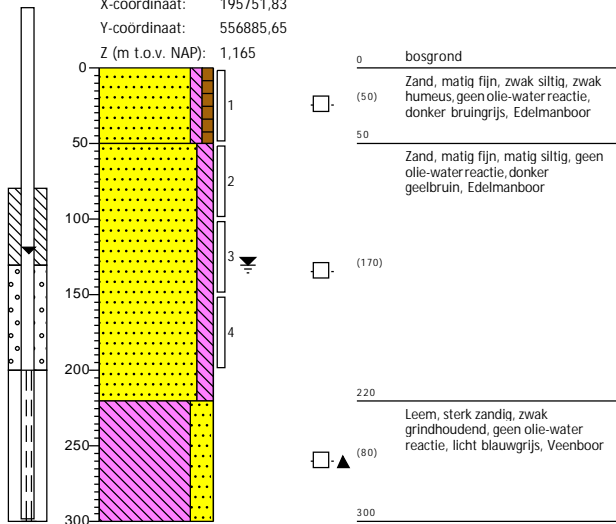 X-coördinaat: 195751,83
Y-coördinaat: 556885,65
Z (m t.o.v. NAP): 1,165
0
50
100
150
200
250
300
1
2
3
4
0 bosgrond
(50) Zand, matig fijn, zwak siltig, zwak
humeus, geen olie-water reactie,
donker bruingrijs, Edelmanboor
50
Zand, matig fijn, matig siltig, geen
olie-water reactie, donker
geelbruin, Edelmanboor
(170)
220
Leem, sterk zandig, zwak
grindhoudend, geen olie-water
(80) reactie, licht blauwgrijs, Veenboor
300